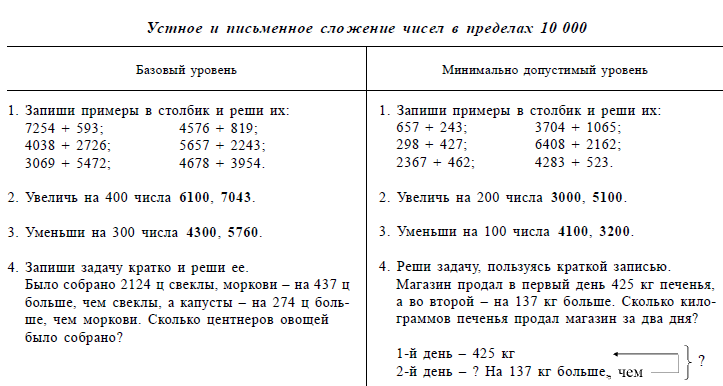 Устное и письменное сложение чисел в пределах 10 000
Базовый уровень
1. Запиши примеры в столбик и реши их:
7254 + 593; 4576 + 819;
4038 + 2726; 5657 + 2243;
3069 + 5472; 4678 + 3954.
2. Увеличь на 400 числа 6100, 7043.
3. Уменьши на 300 числа 4300, 5760.
4. Запиши задачу кратко и реши ее.
Было собрано 2124 ц свеклы, моркови – на 437 ц
больше, чем свеклы, а капусты – на 274 ц боль-
ше, чем моркови. Сколько центнеров овощей
было собрано?
Минимально допустимый уровень
1. Запиши примеры в столбик и реши их:
657 + 243; 3704 + 1065;
298 + 427; 6408 + 2162;
2367 + 462; 4283 + 523.
2. Увеличь на 200 числа 3000, 5100.
3. Уменьши на 100 числа 4100, 3200.
4. Реши задачу, пользуясь краткой записью.
Магазин продал в первый день 425 кг печенья,
а во второй – на 137 кг больше. Сколько кило-
граммов печенья продал магазин за два дня?
1-й день – 425 кг
2-й день – ? На 137 кг больше,, чем
?